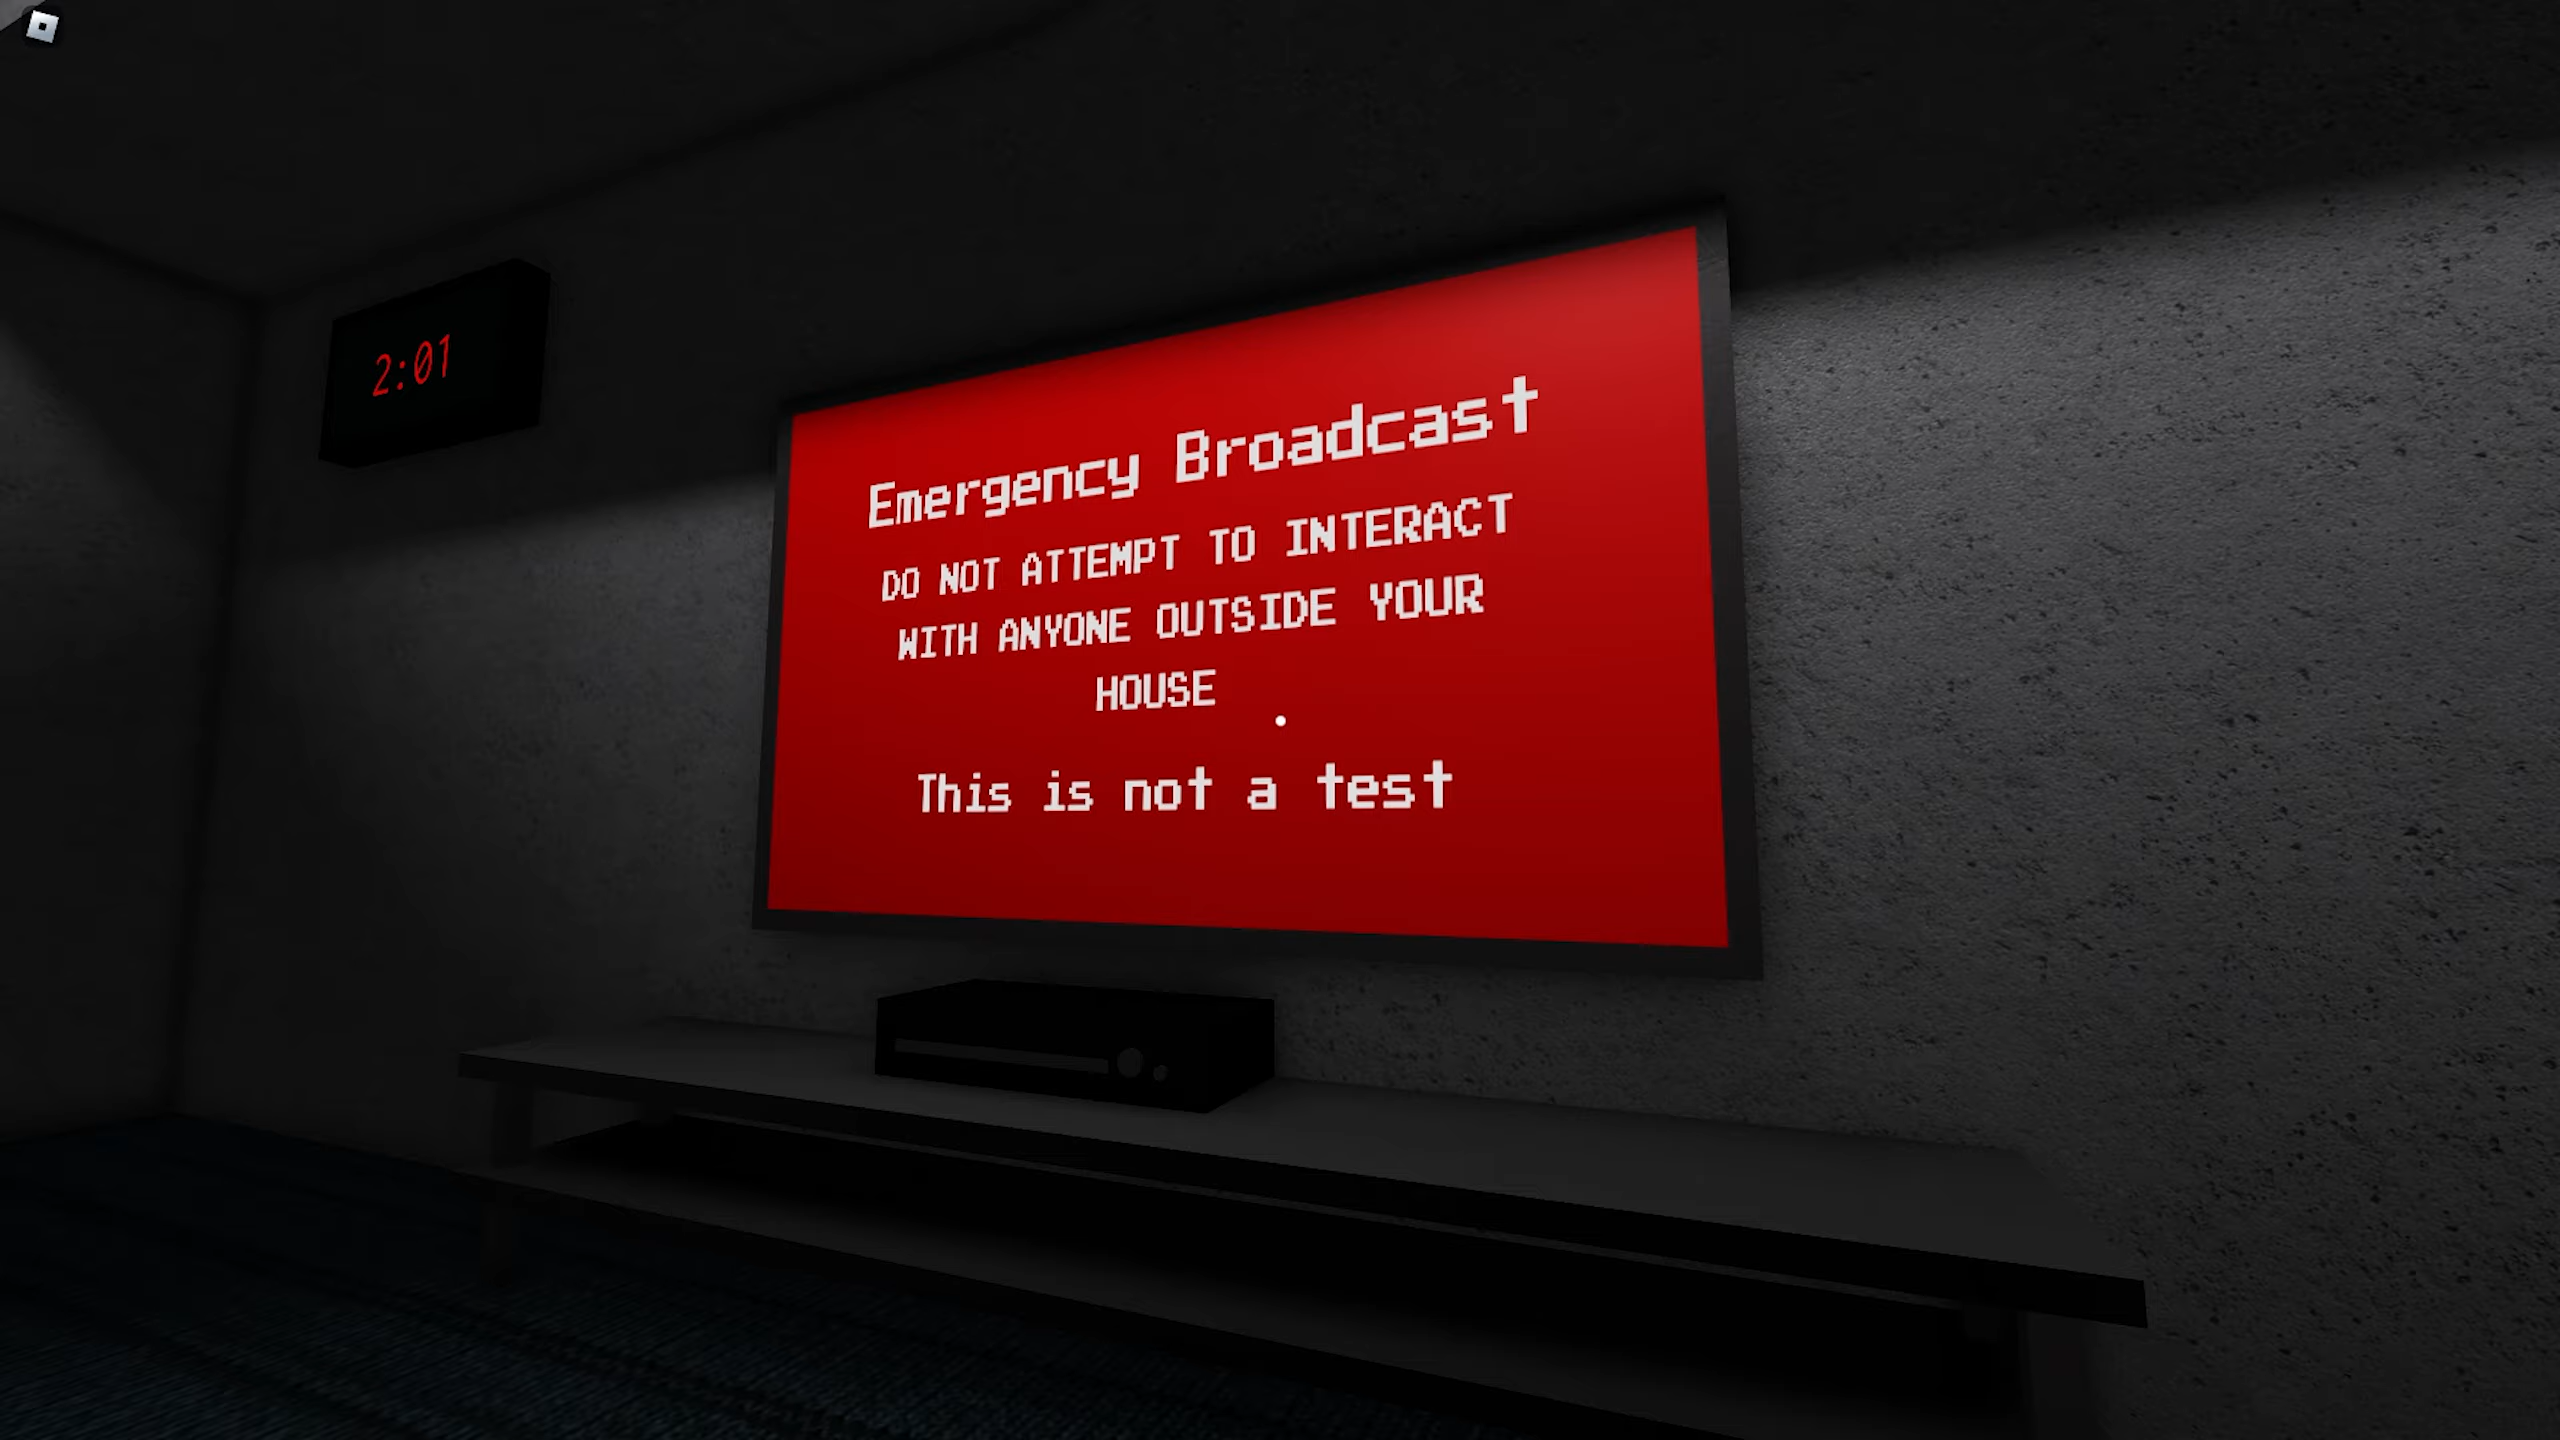 2:01
Emergency Broadcast
DO NOT ATTEMPT TO INTERACT
WITH ANYONE OUTSIDE YOUR
HOUSE
This is not a test